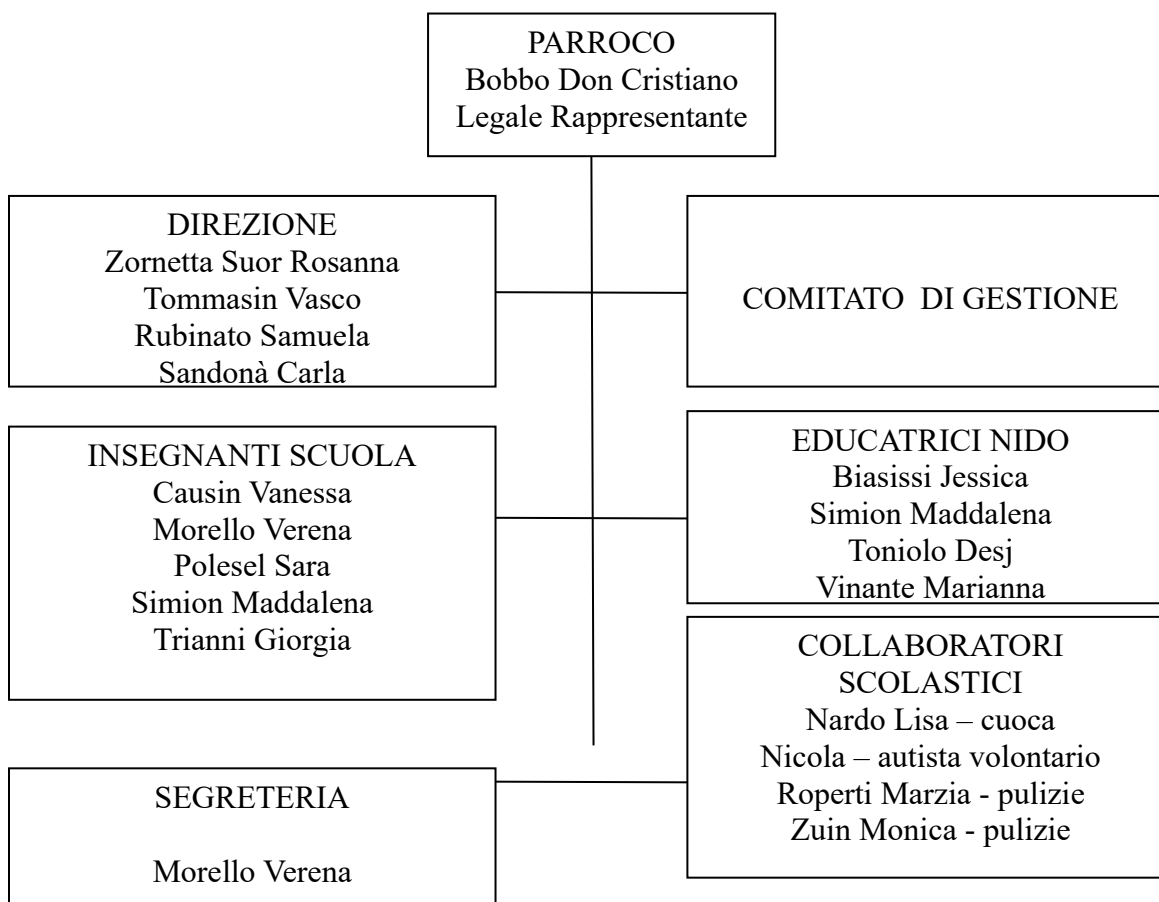 PARROCO
Bobbo Don Cristiano
Legale Rappresentante
DIREZIONE
Zornetta Suor Rosanna
Tommasin Vasco
Rubinato Samuela
Sandonà Carla
COMITATO DI GESTIONE
INSEGNANTI SCUOLA
Causin Vanessa
Morello Verena
Polesel Sara
Simion Maddalena
Trianni Giorgia
EDUCATRICI NIDO
Biasissi Jessica
Simion Maddalena
Toniolo Desj
Vinante Marianna
SEGRETERIA
Morello Verena
COLLABORATORI
SCOLASTICI
Nardo Lisa – cuoca
Nicola – autista volontario
Roperti Marzia - pulizie
Zuin Monica - pulizie